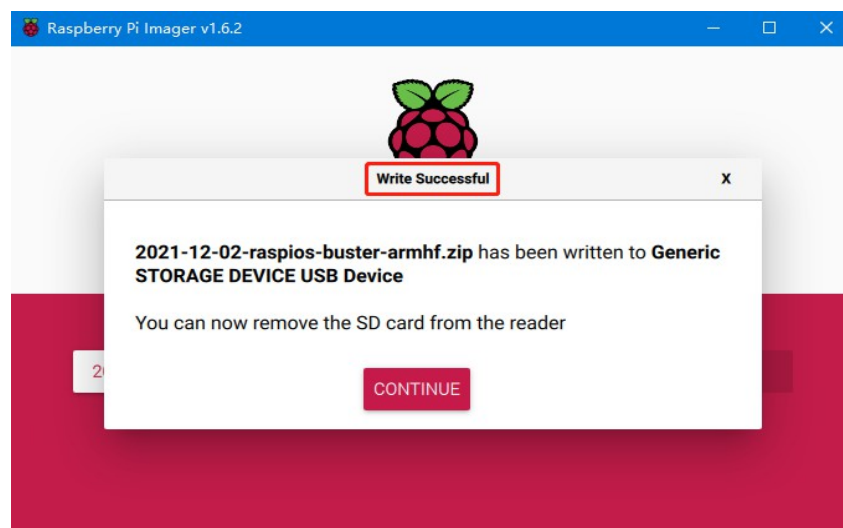 Raspberry Pi Imager v1.6.2
Write Successful
X
2021-12-02-raspios-buster-armhf.zip has been written to Generic
STORAGE DEVICE USB Device
You can now remove the SD card from the reader
CONTINUE